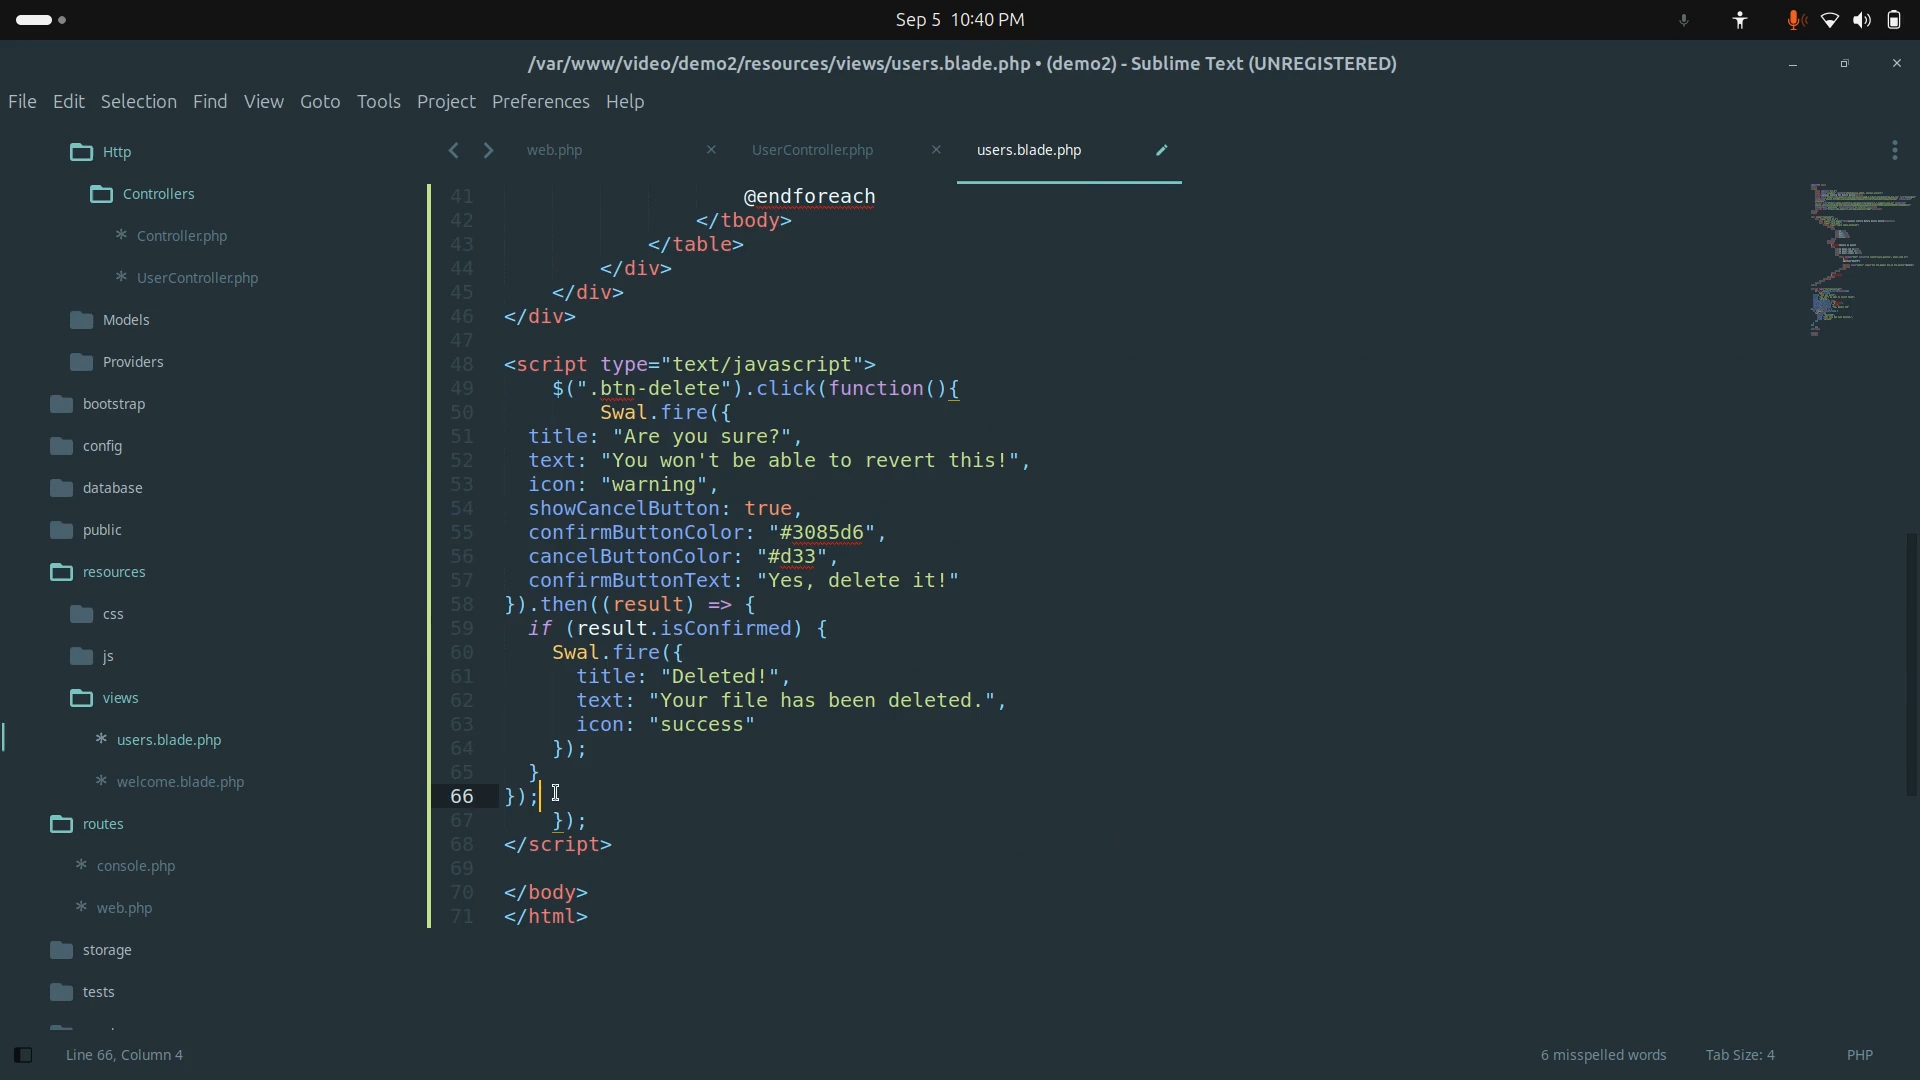 Sep 5 10:40 PM
/var/www/video/demo2/resources/views/users.blade.php • (demo2) - Sublime Text (UNREGISTERED)
File Edit Selection Find View Goto Tools Project Preferences Help
Http
Controllers
* Controller.php
* UserController.php
Models
Providers
bootstrap
config
database
public
resources
css
js
views
* users.blade.php
* welcome.blade.php
routes
* console.php
* web.php
storage
tests
web.php UserController.php users.blade.php
41 @endforeach
42 </tbody>
43 </table>
44 </div>
45 </div>
46 </div>
47
48 <script type="text/javascript">
49 $(".btn-delete").click(function(){
50 Swal.fire({
51 title: "Are you sure?",
52 text: "You won't be able to revert this!",
53 icon: "warning",
54 showCancelButton: true,
55 confirmButtonColor: "#3085d6",
56 cancelButtonColor: "#d33",
57 confirmButtonText: "Yes, delete it!"
58 }).then((result) => {
59 if (result.isConfirmed) {
60 Swal.fire({
61 title: "Deleted!",
62 text: "Your file has been deleted.",
63 icon: "success"
64 });
65 }
66 });
67 });
68 </script>
69
70 </body>
71 </html>
Line 66, Column 4
6 misspelled words Tab Size: 4 PHP